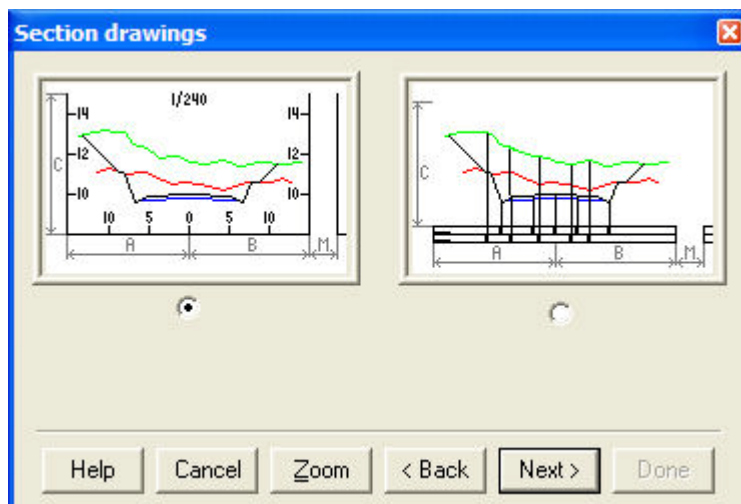 Section drawings
1/240
14 14
C
12 12
10 10
10 5 0 5 10
A B M
C
A B M
Help Cancel Zoom < Back Next > Done